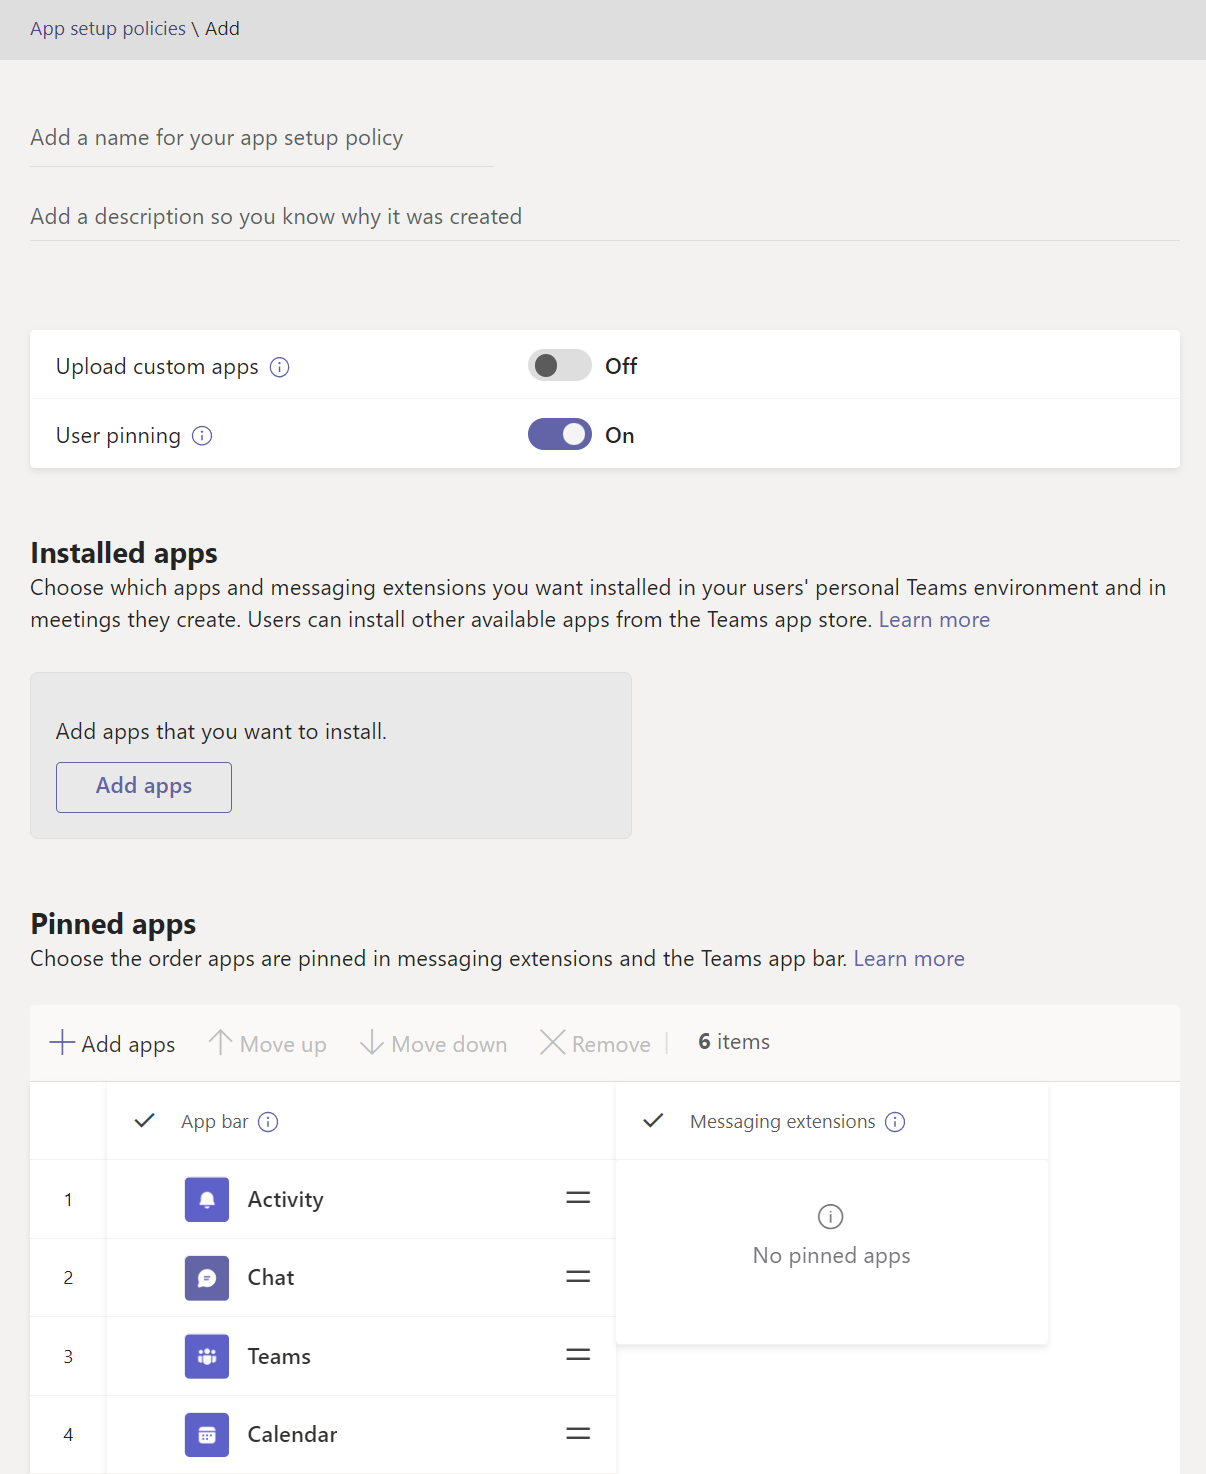 App setup policies \ Add
Add a name for your app setup policy
Add a description so you know why it was created
Upload custom apps Off
User pinning On
Installed apps
Choose which apps and messaging extensions you want installed in your users' personal Teams environment and in
meetings they create. Users can install other available apps from the Teams app store. Learn more
Add apps that you want to install.
Add apps
Pinned apps
Choose the order apps are pinned in messaging extensions and the Teams app bar. Learn more
Add apps Move up Move down Remove 6 items
App bar Messaging extensions
1 Activity
No pinned apps
2 Chat
3 Teams
4 Calendar